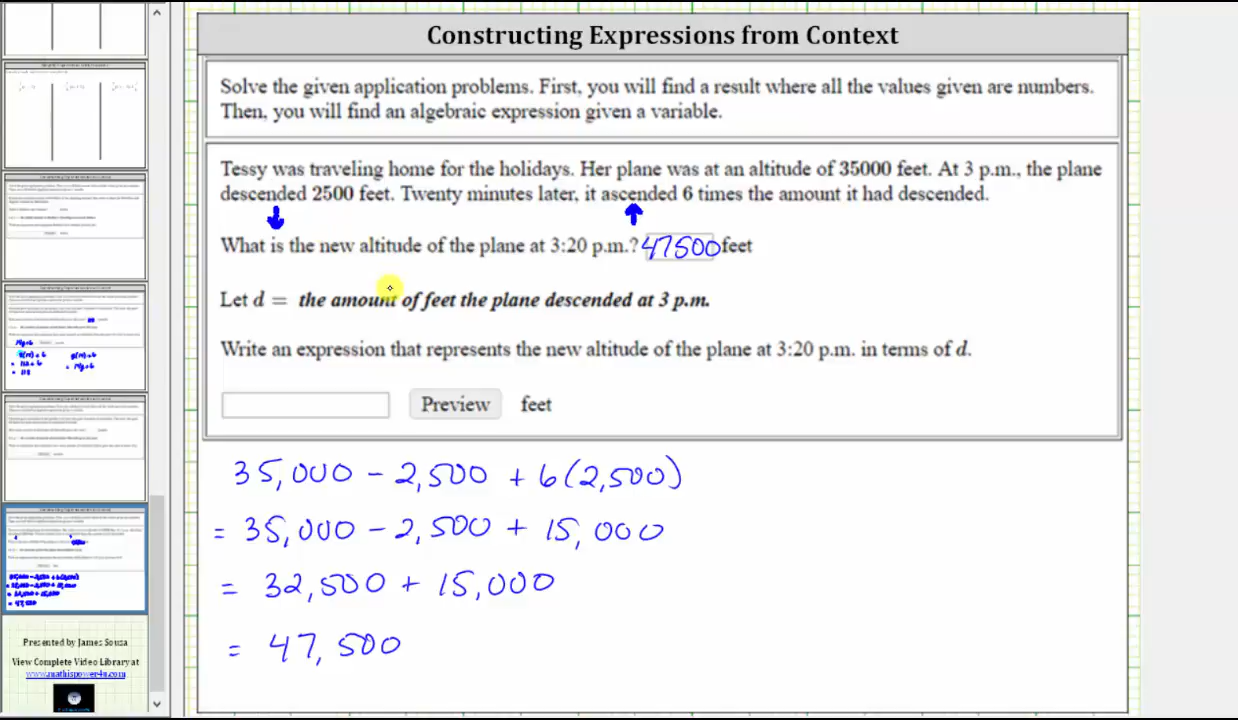 Constructing Expressions from Context
Solve the given application problems. First, you will find a result where all the values given are numbers.
Then, you will find an algebraic expression given a variable.
Tessy was traveling home for the holidays. Her plane was at an altitude of 35000 feet. At 3 p.m., the plane
descended 2500 feet. Twenty minutes later, it ascended 6 times the amount it had descended.
What is the new altitude of the plane at 3:20 p.m.? 47500 feet
Let d = the amount of feet the plane descended at 3 p.m.
Write an expression that represents the new altitude of the plane at 3:20 p.m. in terms of d.
Preview feet
35,000 - 2,500 + 6(2,500)
= 35,000 - 2,500 + 15,000
= 32,500 + 15,000
= 47,500
Presented by James Sousa
View Complete Video Library at
www.mathispower4u.com